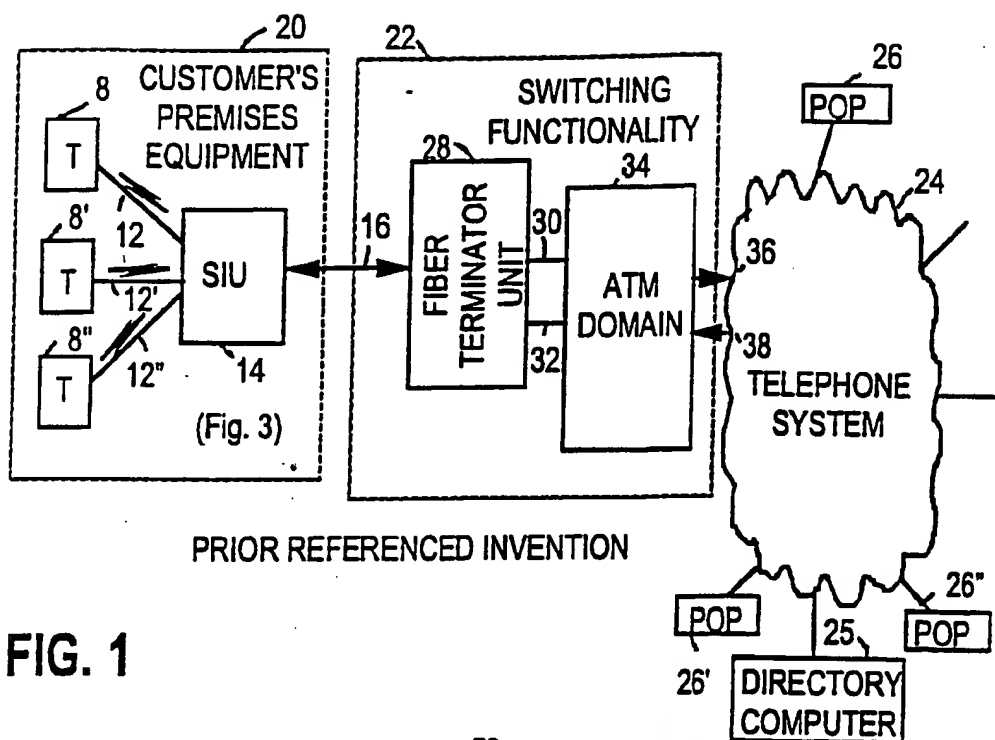 20
CUSTOMER'S
PREMISES
EQUIPMENT
8
T
8'
T
8"
T
12
12'
12"
SIU
14
(Fig. 3)
16
22
SWITCHING
FUNCTIONALITY
28
FIBER
TERMINATOR
UNIT
30
32
34
ATM
DOMAIN
36
38
26
POP
24
TELEPHONE
SYSTEM
PRIOR REFERENCED INVENTION
POP
26'
25
DIRECTORY
COMPUTER
26"
POP
FIG. 1